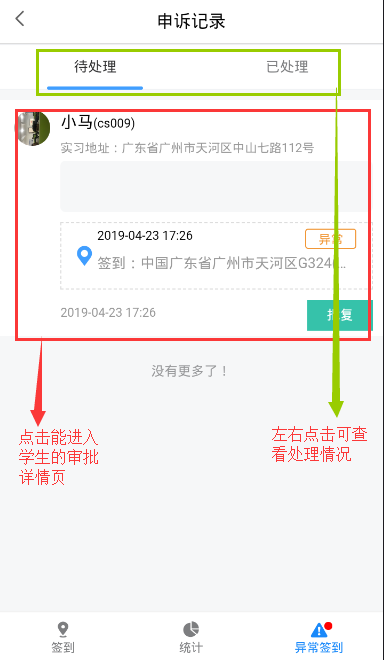 申诉记录
待处理 已处理
小马(cs009)
实习地址：广东省广州市天河区中山七路112号
2019-04-23 17:26 异常
签到：中国广东省广州市天河区G324(...
2019-04-23 17:26 批复
没有更多了！
点击能进入
学生的审批
详情页
左右点击可查
看处理情况
签到 统计 异常签到